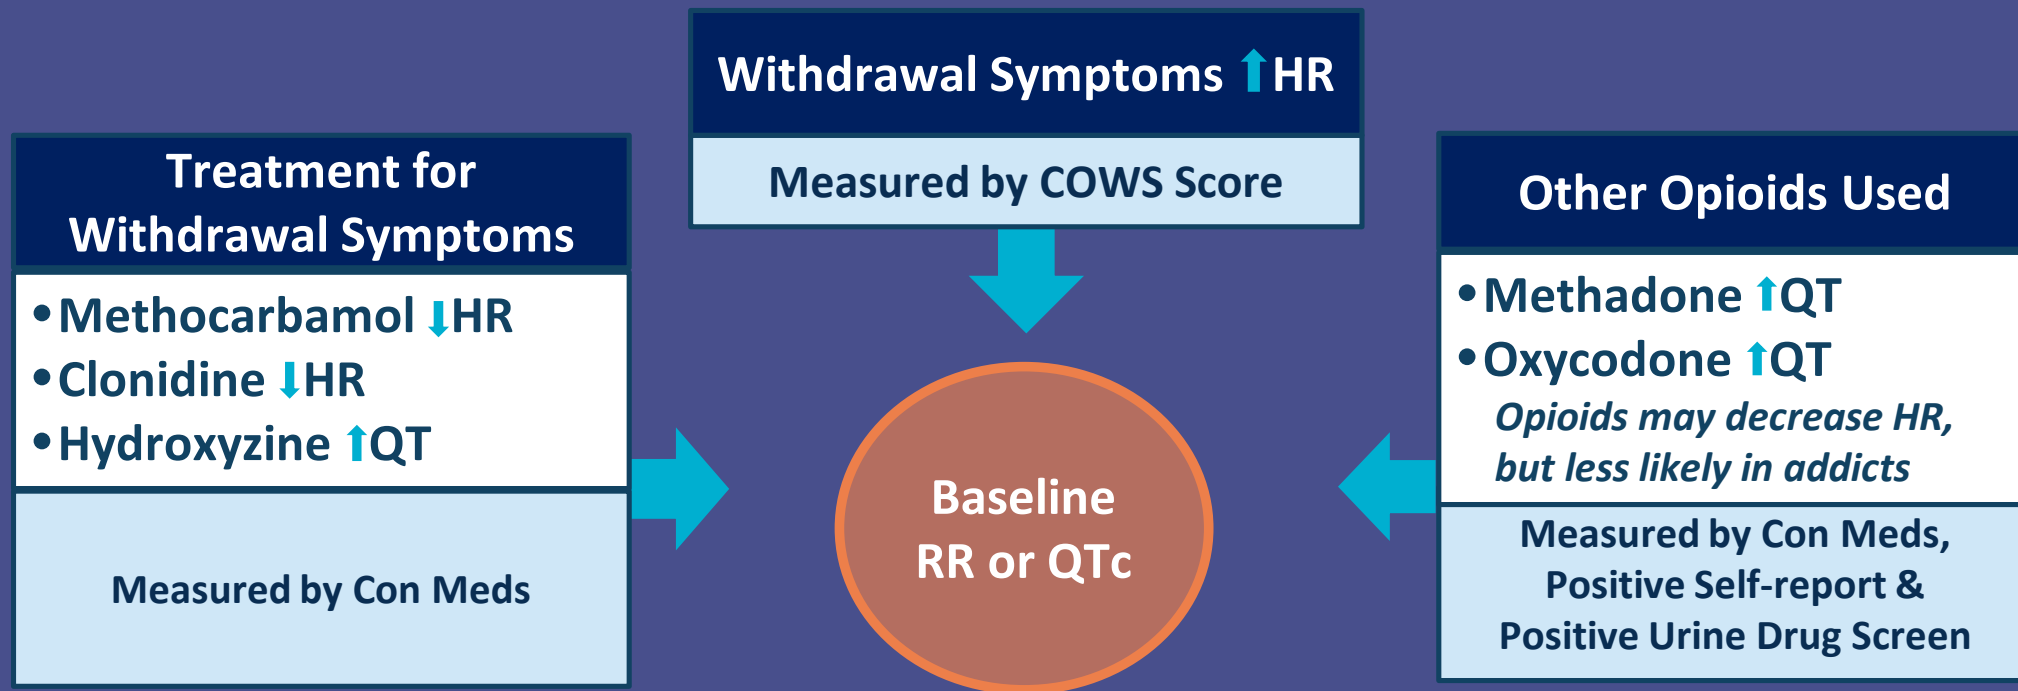 Withdrawal Symptoms ⬆HR
Measured by COWS Score
Treatment for
Withdrawal Symptoms
•Methocarbamol ⬇HR
•Clonidine ⬇HR
•Hydroxyzine ⬆QT
Measured by Con Meds
Other Opioids Used
•Methadone ⬆QT
•Oxycodone ⬆QT
Opioids may decrease HR,
but less likely in addicts
Measured by Con Meds,
Positive Self-report &
Positive Urine Drug Screen
Baseline
RR or QTc